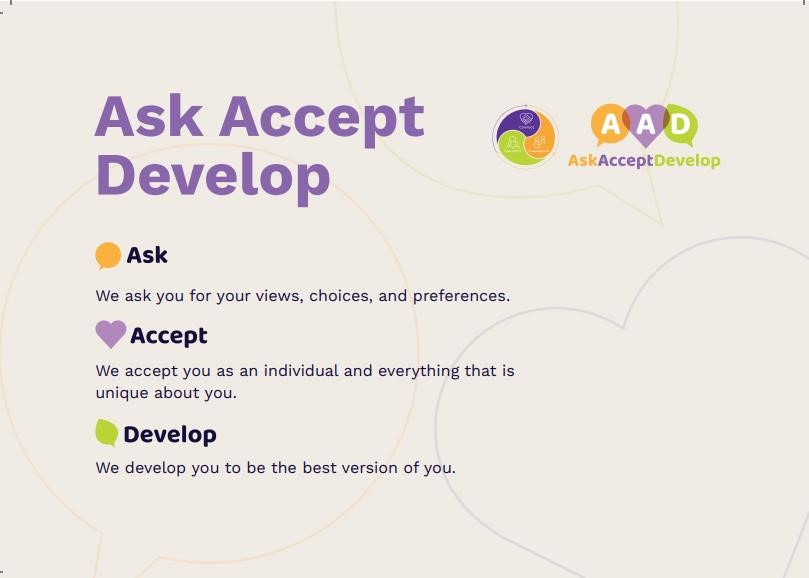 Ask Accept
Develop
Connect
A A D
AskAcceptDevelop
Ask
We ask you for your views, choices, and preferences.
Accept
We accept you as an individual and everything that is
unique about you.
Develop
We develop you to be the best version of you.